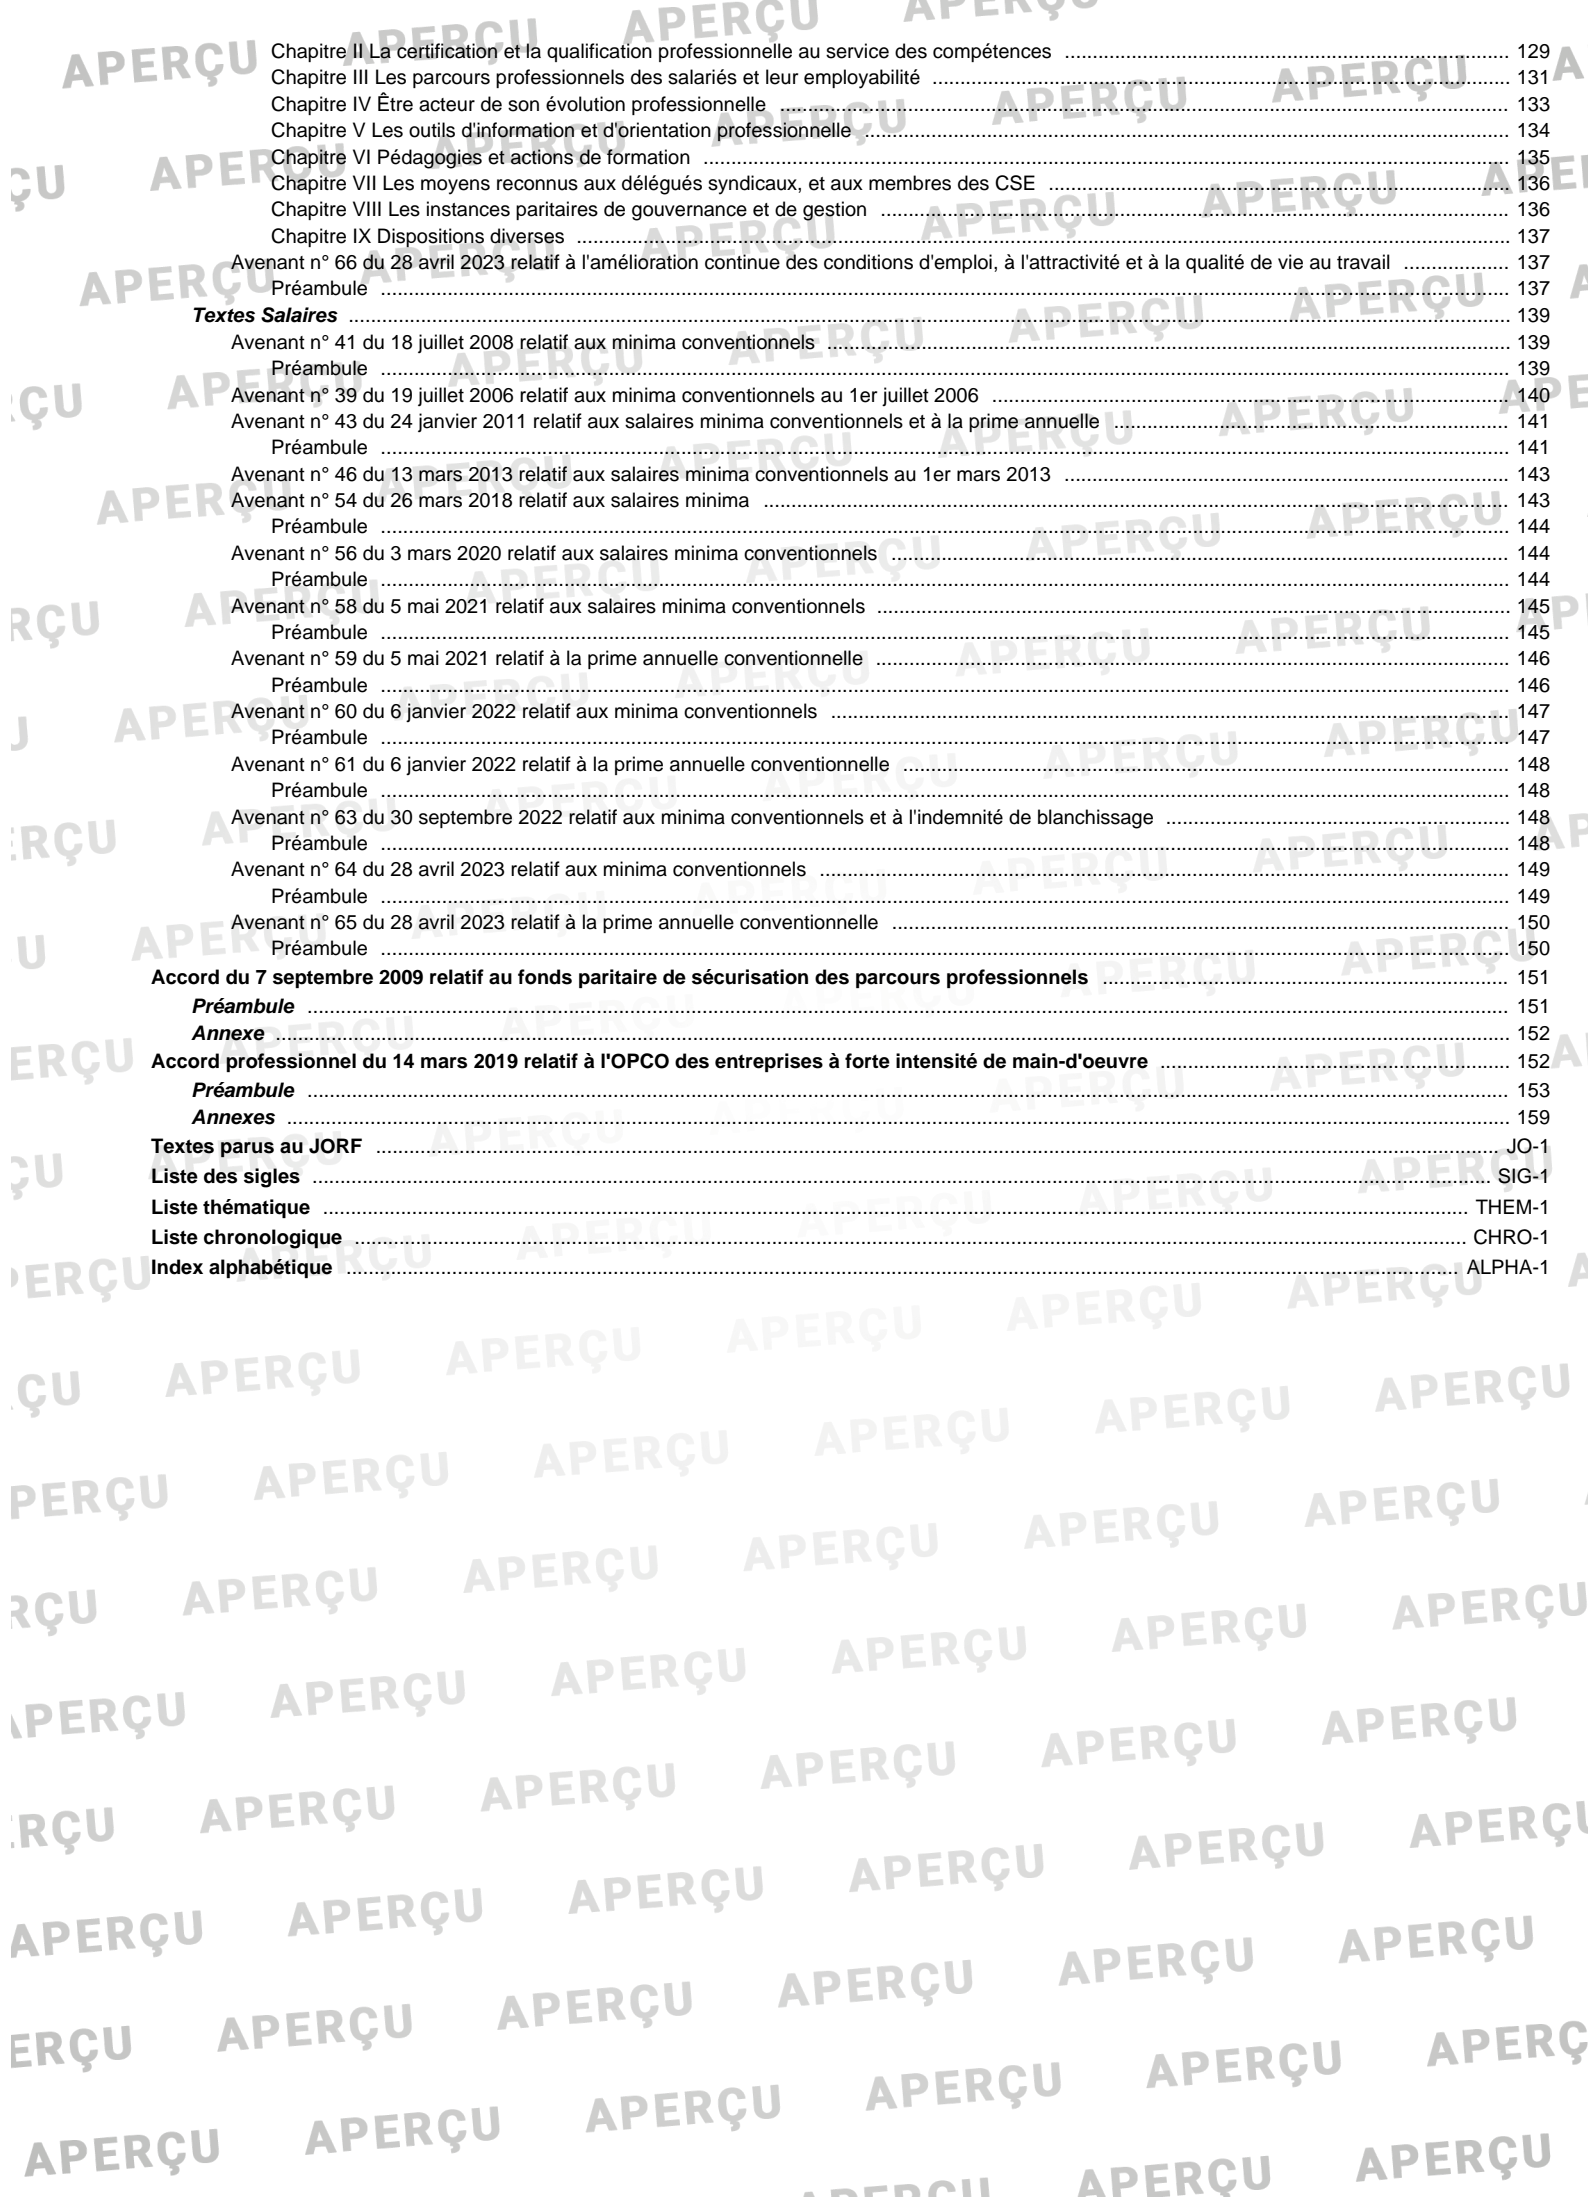 Chapitre II La certification et la qualification professionnelle au service des compétences 129
Chapitre III Les parcours professionnels des salariés et leur employabilité 131
Chapitre IV Être acteur de son évolution professionnelle 133
Chapitre V Les outils d'information et d'orientation professionnelle 134
Chapitre VI Pédagogies et actions de formation 135
Chapitre VII Les moyens reconnus aux délégués syndicaux, et aux membres des CSE 136
Chapitre VIII Les instances paritaires de gouvernance et de gestion 136
Chapitre IX Dispositions diverses 137
Avenant n° 66 du 28 avril 2023 relatif à l'amélioration continue des conditions d'emploi, à l'attractivité et à la qualité de vie au travail 137
Préambule 137
Textes Salaires 139
Avenant n° 41 du 18 juillet 2008 relatif aux minima conventionnels 139
Préambule 139
Avenant n° 39 du 19 juillet 2006 relatif aux minima conventionnels au 1er juillet 2006 140
Avenant n° 43 du 24 janvier 2011 relatif aux salaires minima conventionnels et à la prime annuelle 141
Préambule 141
Avenant n° 46 du 13 mars 2013 relatif aux salaires minima conventionnels au 1er mars 2013 143
Avenant n° 54 du 26 mars 2018 relatif aux salaires minima 143
Préambule 144
Avenant n° 56 du 3 mars 2020 relatif aux salaires minima conventionnels 144
Préambule 144
Avenant n° 58 du 5 mai 2021 relatif aux salaires minima conventionnels 145
Préambule 145
Avenant n° 59 du 5 mai 2021 relatif à la prime annuelle conventionnelle 146
Préambule 146
Avenant n° 60 du 6 janvier 2022 relatif aux minima conventionnels 147
Préambule 147
Avenant n° 61 du 6 janvier 2022 relatif à la prime annuelle conventionnelle 148
Préambule 148
Avenant n° 63 du 30 septembre 2022 relatif aux minima conventionnels et à l'indemnité de blanchissage 148
Préambule 148
Avenant n° 64 du 28 avril 2023 relatif aux minima conventionnels 149
Préambule 149
Avenant n° 65 du 28 avril 2023 relatif à la prime annuelle conventionnelle 150
Préambule 150
Accord du 7 septembre 2009 relatif au fonds paritaire de sécurisation des parcours professionnels 151
Préambule 151
Annexe 152
Accord professionnel du 14 mars 2019 relatif à l'OPCO des entreprises à forte intensité de main-d'oeuvre 152
Préambule 153
Annexes 159
Textes parus au JORF JO-1
Liste des sigles SIG-1
Liste thématique THEM-1
Liste chronologique CHRO-1
Index alphabétique ALPHA-1
APERÇU